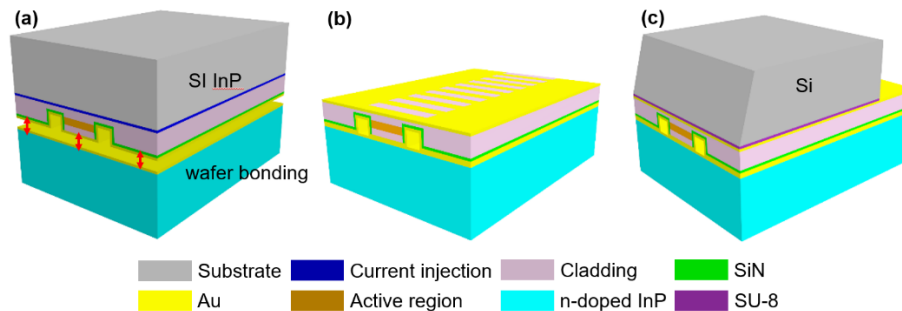 (a)
(b)
(c)
SI InP
Si
wafer bonding
Substrate
Current injection
Cladding
SiN
Au
Active region
n-doped InP
SU-8